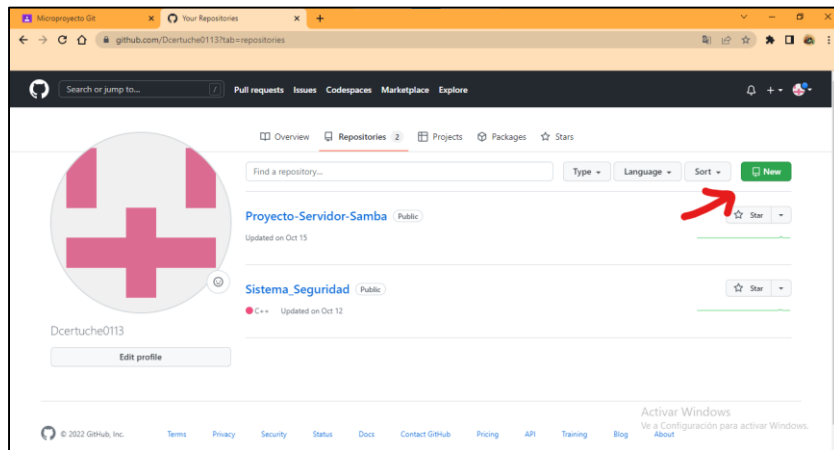 Microproyecto Git
Your Repositories
github.com/Dcertuche0113?tab=repositories
Search or jump to... /
Pull requests Issues Codespaces Marketplace Explore
Overview Repositories 2 Projects Packages Stars
Find a repository...
Type Language Sort New
Proyecto-Servidor-Samba Public
Star
Updated on Oct 15
Sistema_Seguridad Public
Star
C++ Updated on Oct 12
Dcertuche0113
Edit profile
Activar Windows
Ve a Configuración para activar Windows.
© 2022 GitHub, Inc. Terms Privacy Security Status Docs Contact GitHub Pricing API Training Blog About